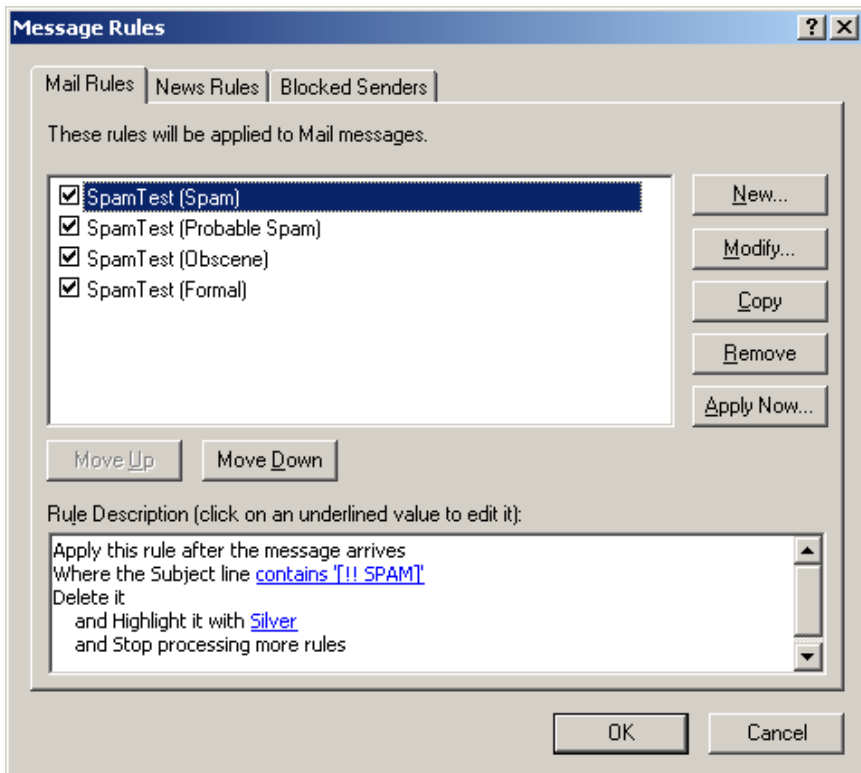 Message Rules
Mail Rules News Rules Blocked Senders
These rules will be applied to Mail messages.
SpamTest (Spam)
SpamTest (Probable Spam)
SpamTest (Obscene)
SpamTest (Formal)
New...
Modify...
Copy
Remove
Apply Now...
Move Up Move Down
Rule Description (click on an underlined value to edit it):
Apply this rule after the message arrives
Where the Subject line contains '[!! SPAM]'
Delete it
and Highlight it with Silver
and Stop processing more rules
OK Cancel